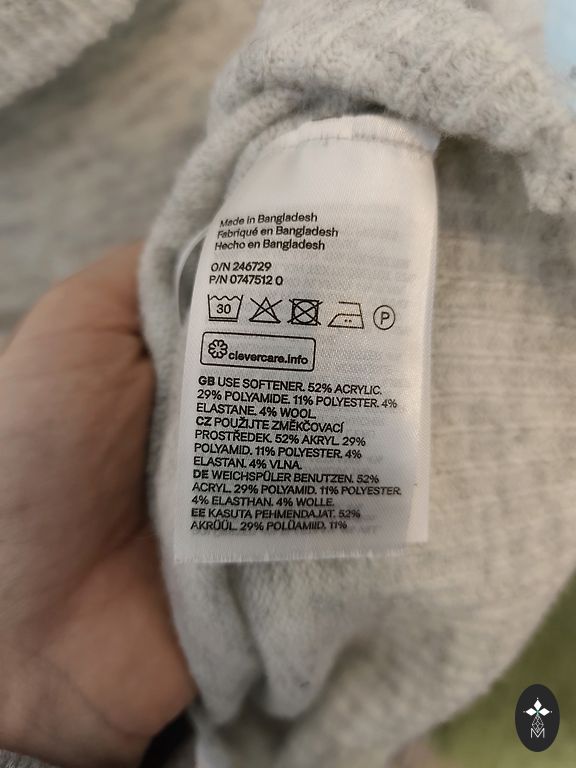 Made in Bangladesh
Fabriqué en Bangladesh
Hecho en Bangladesh
O/N 246729
P/N 0747512 0
30
P
clevercare.info
GB USE SOFTENER. 52% ACRYLIC.
29% POLYAMIDE. 11% POLYESTER. 4%
ELASTANE. 4% WOOL.
CZ POUŽIJTE ZMĚKČOVACÍ
PROSTŘEDEK. 52% AKRYL. 29%
POLYAMID. 11% POLYESTER. 4%
ELASTAN. 4% VLNA.
DE WEICHSPÜLER BENUTZEN. 52%
ACRYL. 29% POLYAMID. 11% POLYESTER.
4% ELASTHAN. 4% WOLLE.
EE KASUTA PEHMENDAJAT. 52%
AKRÜÜL. 29% POLÜAMIID. 11%
M